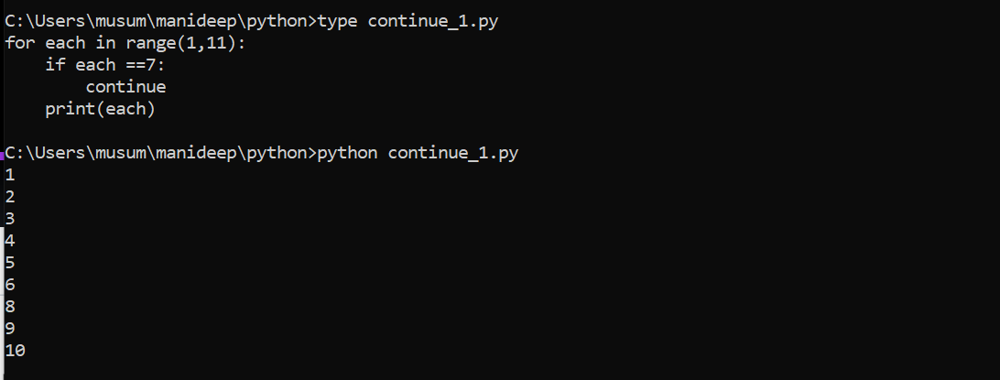 C:\Users\musum\manideep\python>type continue_1.py
for each in range(1,11):
    if each ==7:
        continue
    print(each)

C:\Users\musum\manideep\python>python continue_1.py
1
2
3
4
5
6
8
9
10